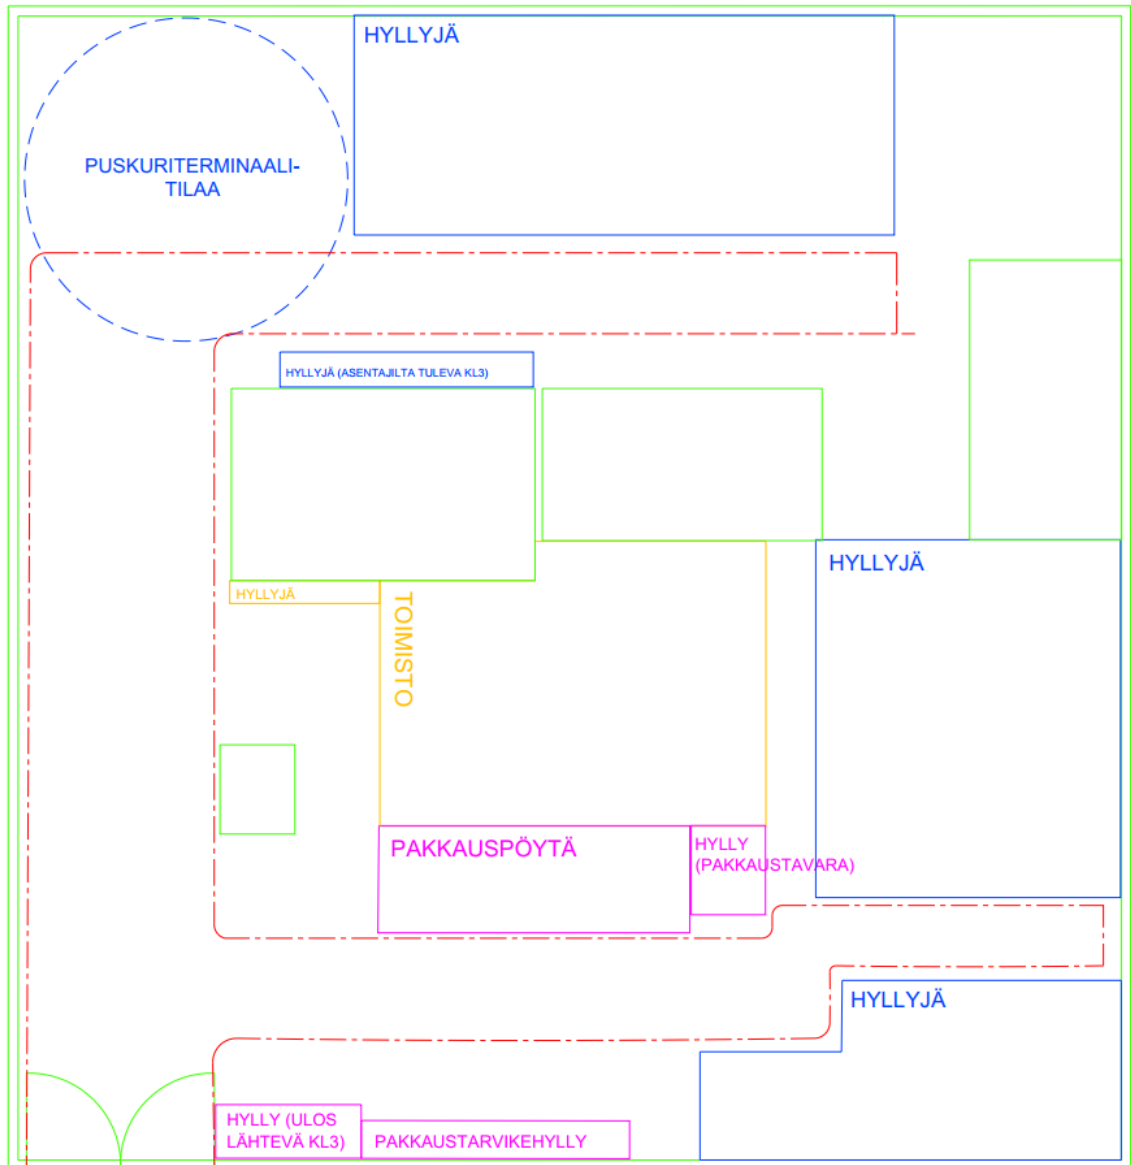 HYLLYJÄ
PUSKURITERMINAALI-
TILAA
HYLLYJÄ (ASENTAJILTA TULEVA KL3)
HYLLYJÄ
HYLLYJÄ
TOIMISTO
PAKKAUSPÖYTÄ
HYLLY
(PAKKAUSTAVARA)
HYLLYJÄ
HYLLY (ULOS
LÄHTEVÄ KL3)
PAKKAUSTARVIKEHYLLY